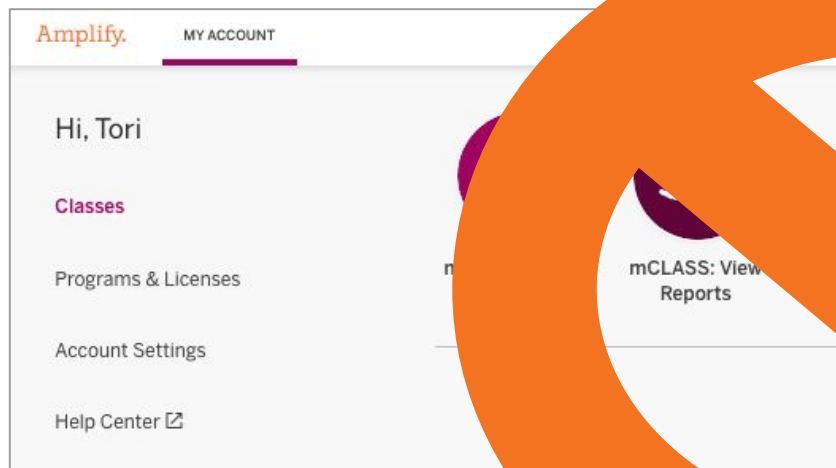 Amplify.
MY ACCOUNT
Hi, Tori
Classes
Programs & Licenses
Account Settings
Help Center
mCLASS: View
Reports